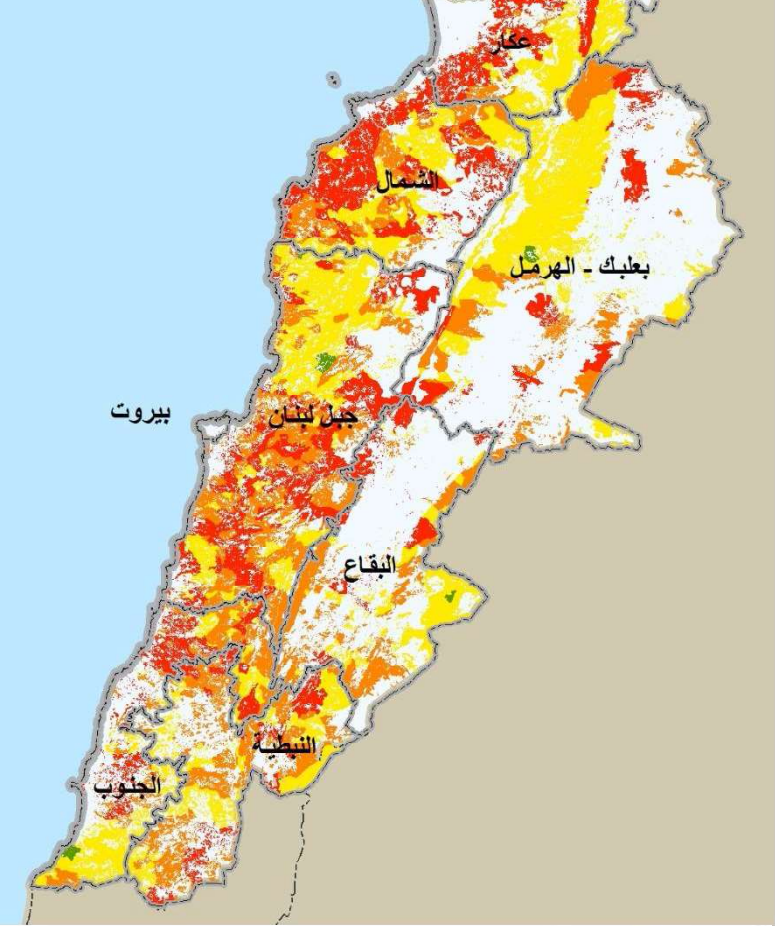 عكار
الشمال
بعلبك - الهرمل
بيروت
جبل لبنان
البقاع
النبطية
الجنوب